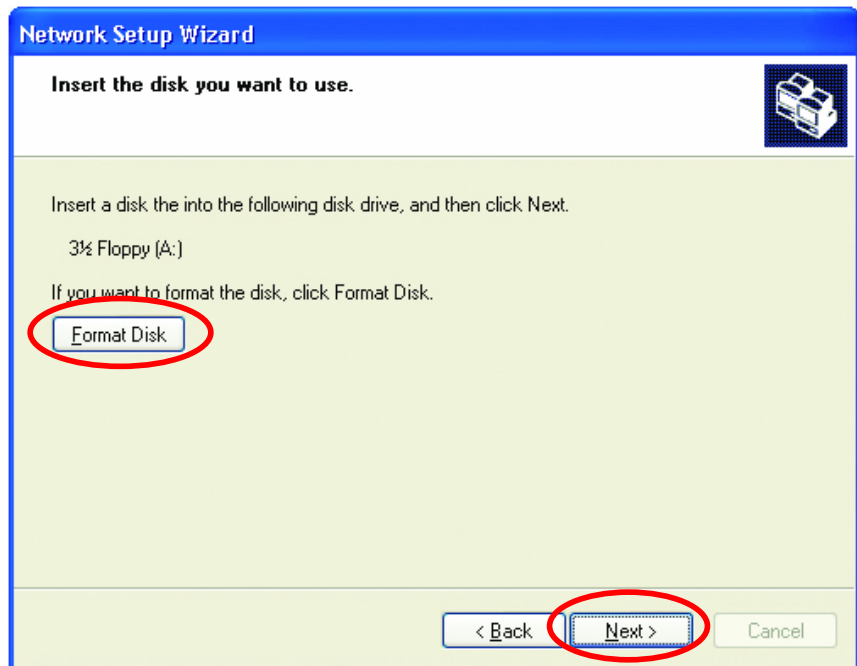 Network Setup Wizard
Insert the disk you want to use.
Insert a disk the into the following disk drive, and then click Next.
3½ Floppy (A:)
If you want to format the disk, click Format Disk.
Format Disk
< Back Next > Cancel